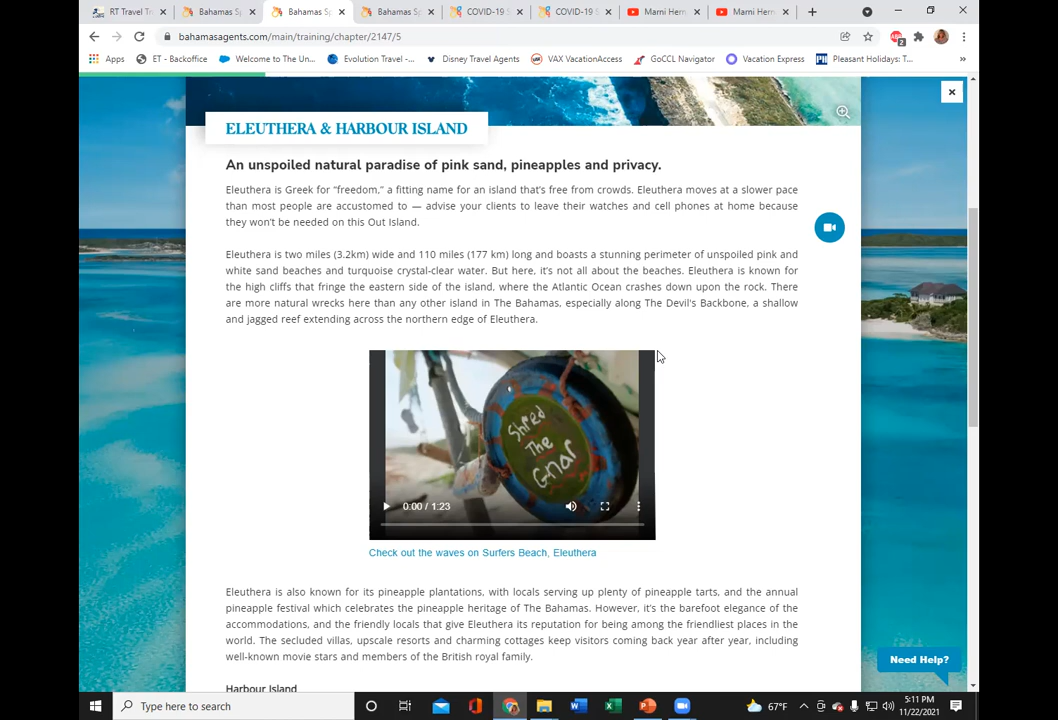 RT Travel Tr
Bahamas Sp
Bahamas Sp
Bahamas Sp
COVID-19 S
COVID-19 S
Marni Hern
Marni Hern
bahamasagents.com/main/training/chapter/2147/5
2
Apps
ET - Backoffice
Welcome to The Un...
Evolution Travel -...
Disney Travel Agents
VAX VacationAccess
GoCCL Navigator
Vacation Express
PH
Pleasant Holidays: T...
»
ELEUTHERA & HARBOUR ISLAND
An unspoiled natural paradise of pink sand, pineapples and privacy.
Eleuthera is Greek for “freedom,” a fitting name for an island that’s free from crowds. Eleuthera moves at a slower pace
than most people are accustomed to — advise your clients to leave their watches and cell phones at home because
they won’t be needed on this Out Island.
Eleuthera is two miles (3.2km) wide and 110 miles (177 km) long and boasts a stunning perimeter of unspoiled pink and
white sand beaches and turquoise crystal-clear water. But here, it’s not all about the beaches. Eleuthera is known for
the high cliffs that fringe the eastern side of the island, where the Atlantic Ocean crashes down upon the rock. There
are more natural wrecks here than any other island in The Bahamas, especially along The Devil’s Backbone, a shallow
and jagged reef extending across the northern edge of Eleuthera.
Shred
The
Gnar
0:00 / 1:23
Check out the waves on Surfers Beach, Eleuthera
Eleuthera is also known for its pineapple plantations, with locals serving up plenty of pineapple tarts, and the annual
pineapple festival which celebrates the pineapple heritage of The Bahamas. However, it’s the barefoot elegance of the
accommodations, and the friendly locals that give Eleuthera its reputation for being among the friendliest places in the
world. The secluded villas, upscale resorts and charming cottages keep visitors coming back year after year, including
well-known movie stars and members of the British royal family.
Harbour Island
Need Help?
Type here to search
67°F
5:11 PM
11/22/2021